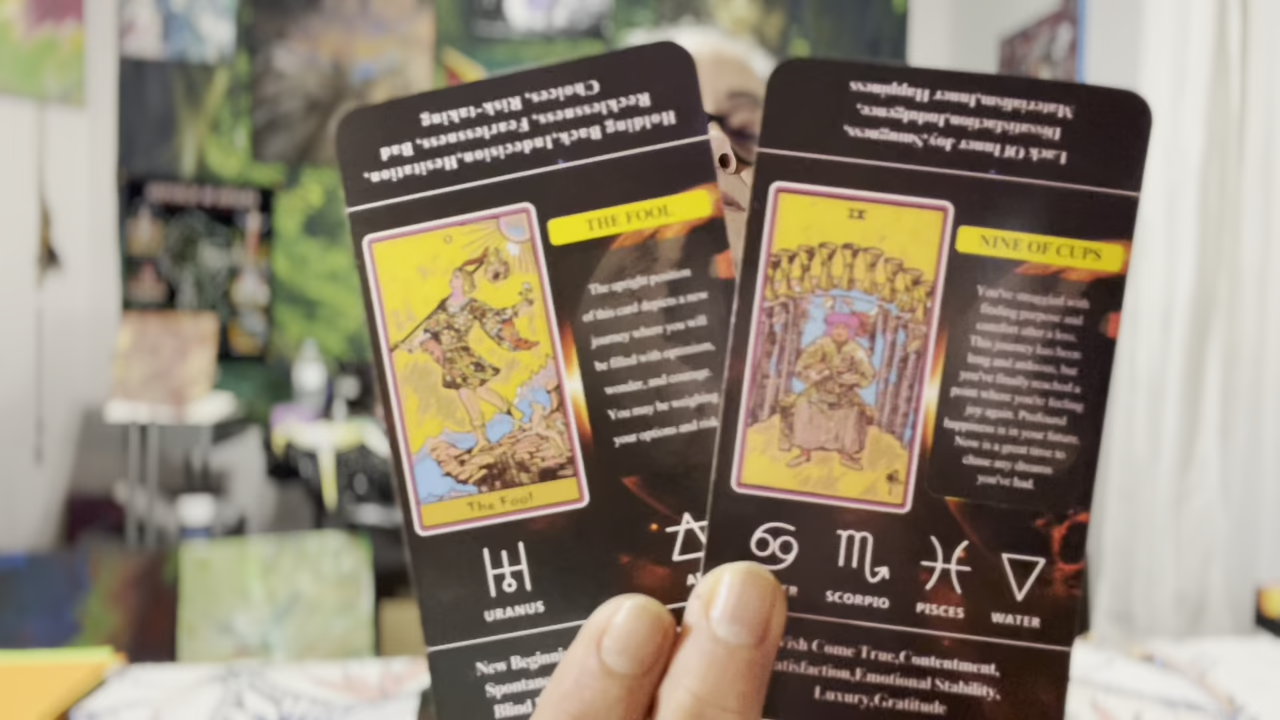 Holding Back,Indecision,Hesitation,
Recklessness, Fearlessness, Bad
Choices, Risk-taking
THE FOOL
The upright position
of this card depicts a new
journey where you will
be filled with optimism,
wonder, and courage.
You may be weighing
your options and
0
The Fool
URANUS
New
Lack Of Inner Joy,Smugness,
Dissatisfaction,Indulgence,
Materialism,Inner Happiness
IX
NINE OF CUPS
You've struggled with
finding purpose and
comfort after a loss.
This journey has been
long and arduous, but
you've finally reached a
point where you're feeling
joy again. Profound
happiness is in your future.
Now is a great time to
chase any dreams
you've had.
SCORPIO
PISCES
WATER
Come True,Contentment,
Emotional Stability,
Luxury,Gratitude